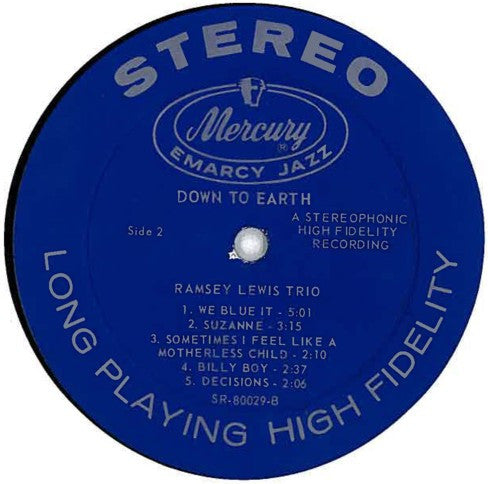 STEREO
Mercury®
EMARCY JAZZ
DOWN TO EARTH
Side 2
A STEREOPHONIC
HIGH FIDELITY
RECORDING
RAMSEY LEWIS TRIO
1. WE BLUE IT - 5:01
2. SUZANNE - 3:15
3. SOMETIMES I FEEL LIKE A
MOTHERLESS CHILD - 2:10
4. BILLY BOY - 2:37
5. DECISIONS - 2:06
SR-80029-B
LONG PLAYING HIGH FIDELITY